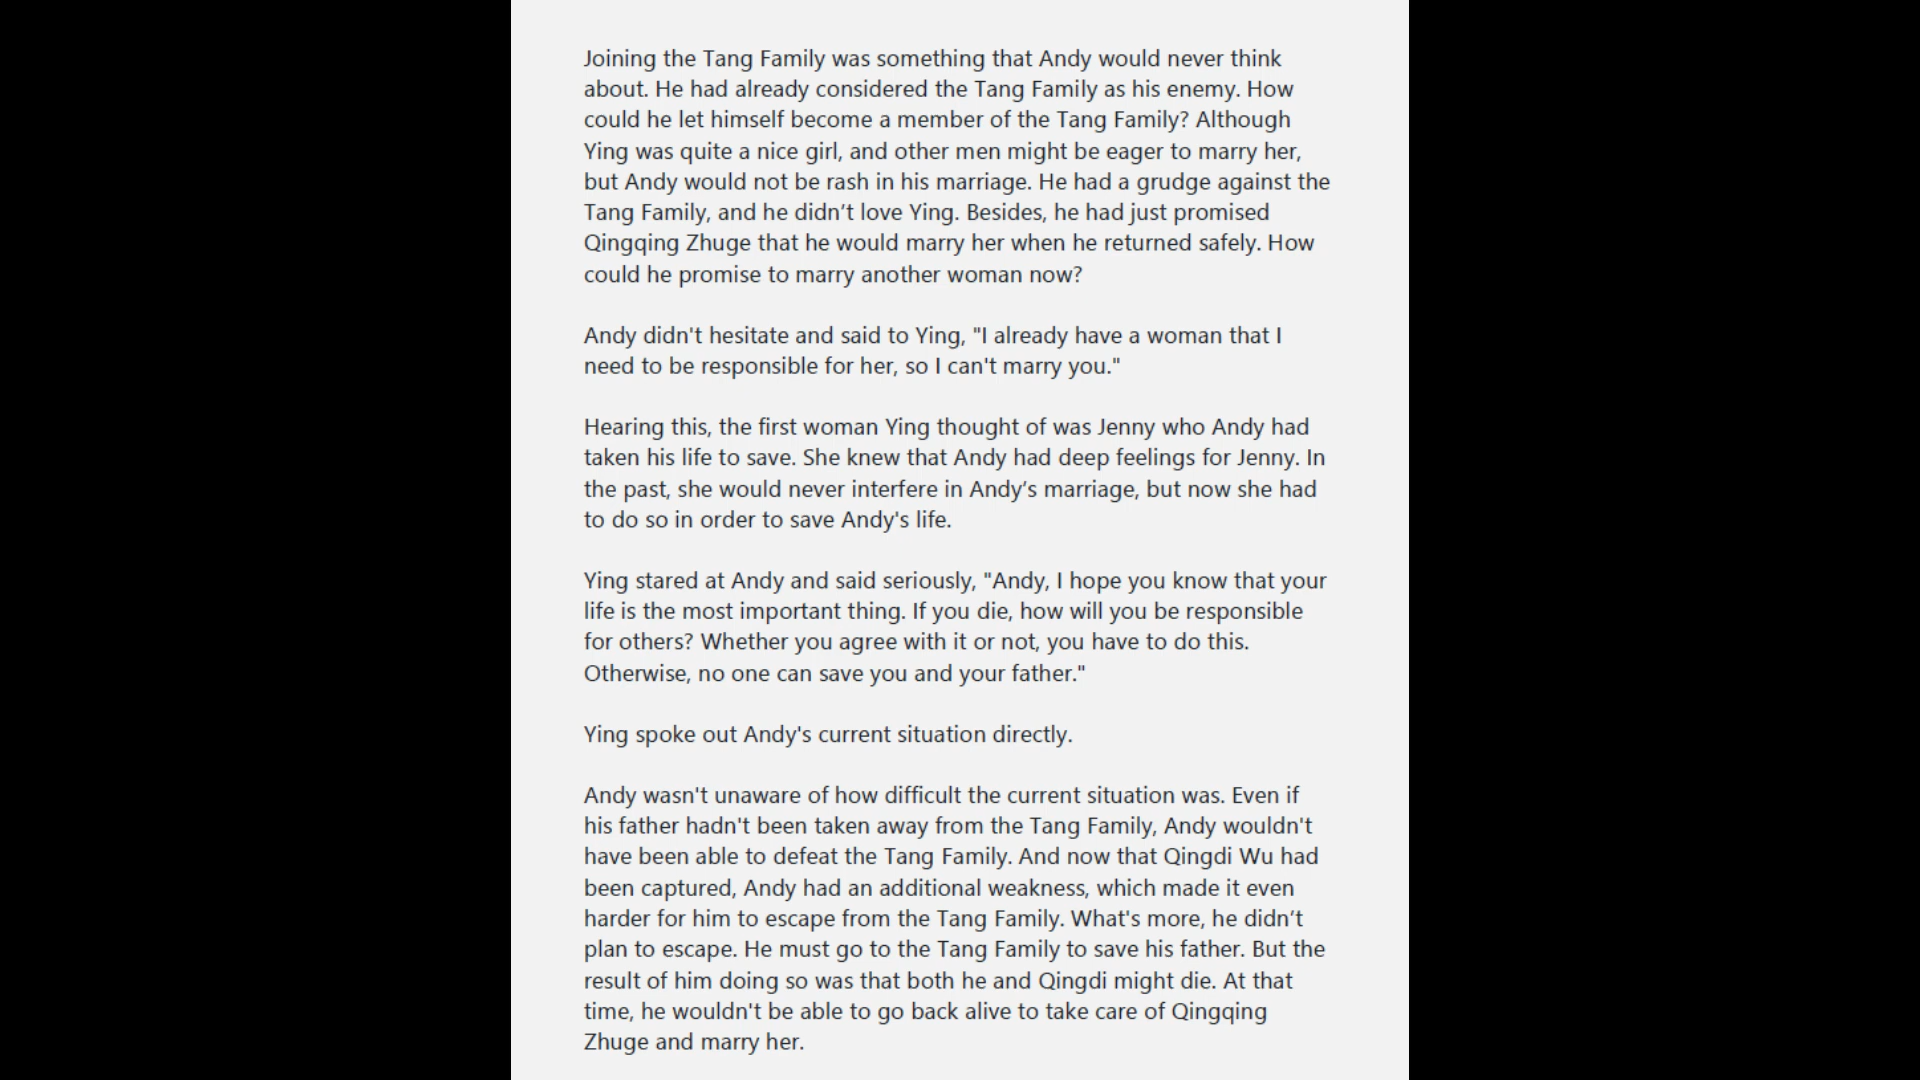 Joining the Tang Family was something that Andy would never think
about. He had already considered the Tang Family as his enemy. How
could he let himself become a member of the Tang Family? Although
Ying was quite a nice girl, and other men might be eager to marry her,
but Andy would not be rash in his marriage. He had a grudge against the
Tang Family, and he didn’t love Ying. Besides, he had just promised
Qingqing Zhuge that he would marry her when he returned safely. How
could he promise to marry another woman now?
Andy didn't hesitate and said to Ying, "I already have a woman that I
need to be responsible for her, so I can't marry you."
Hearing this, the first woman Ying thought of was Jenny who Andy had
taken his life to save. She knew that Andy had deep feelings for Jenny. In
the past, she would never interfere in Andy’s marriage, but now she had
to do so in order to save Andy's life.
Ying stared at Andy and said seriously, "Andy, I hope you know that your
life is the most important thing. If you die, how will you be responsible
for others? Whether you agree with it or not, you have to do this.
Otherwise, no one can save you and your father."
Ying spoke out Andy's current situation directly.
Andy wasn't unaware of how difficult the current situation was. Even if
his father hadn't been taken away from the Tang Family, Andy wouldn't
have been able to defeat the Tang Family. And now that Qingdi Wu had
been captured, Andy had an additional weakness, which made it even
harder for him to escape from the Tang Family. What's more, he didn’t
plan to escape. He must go to the Tang Family to save his father. But the
result of him doing so was that both he and Qingdi might die. At that
time, he wouldn't be able to go back alive to take care of Qingqing
Zhuge and marry her.